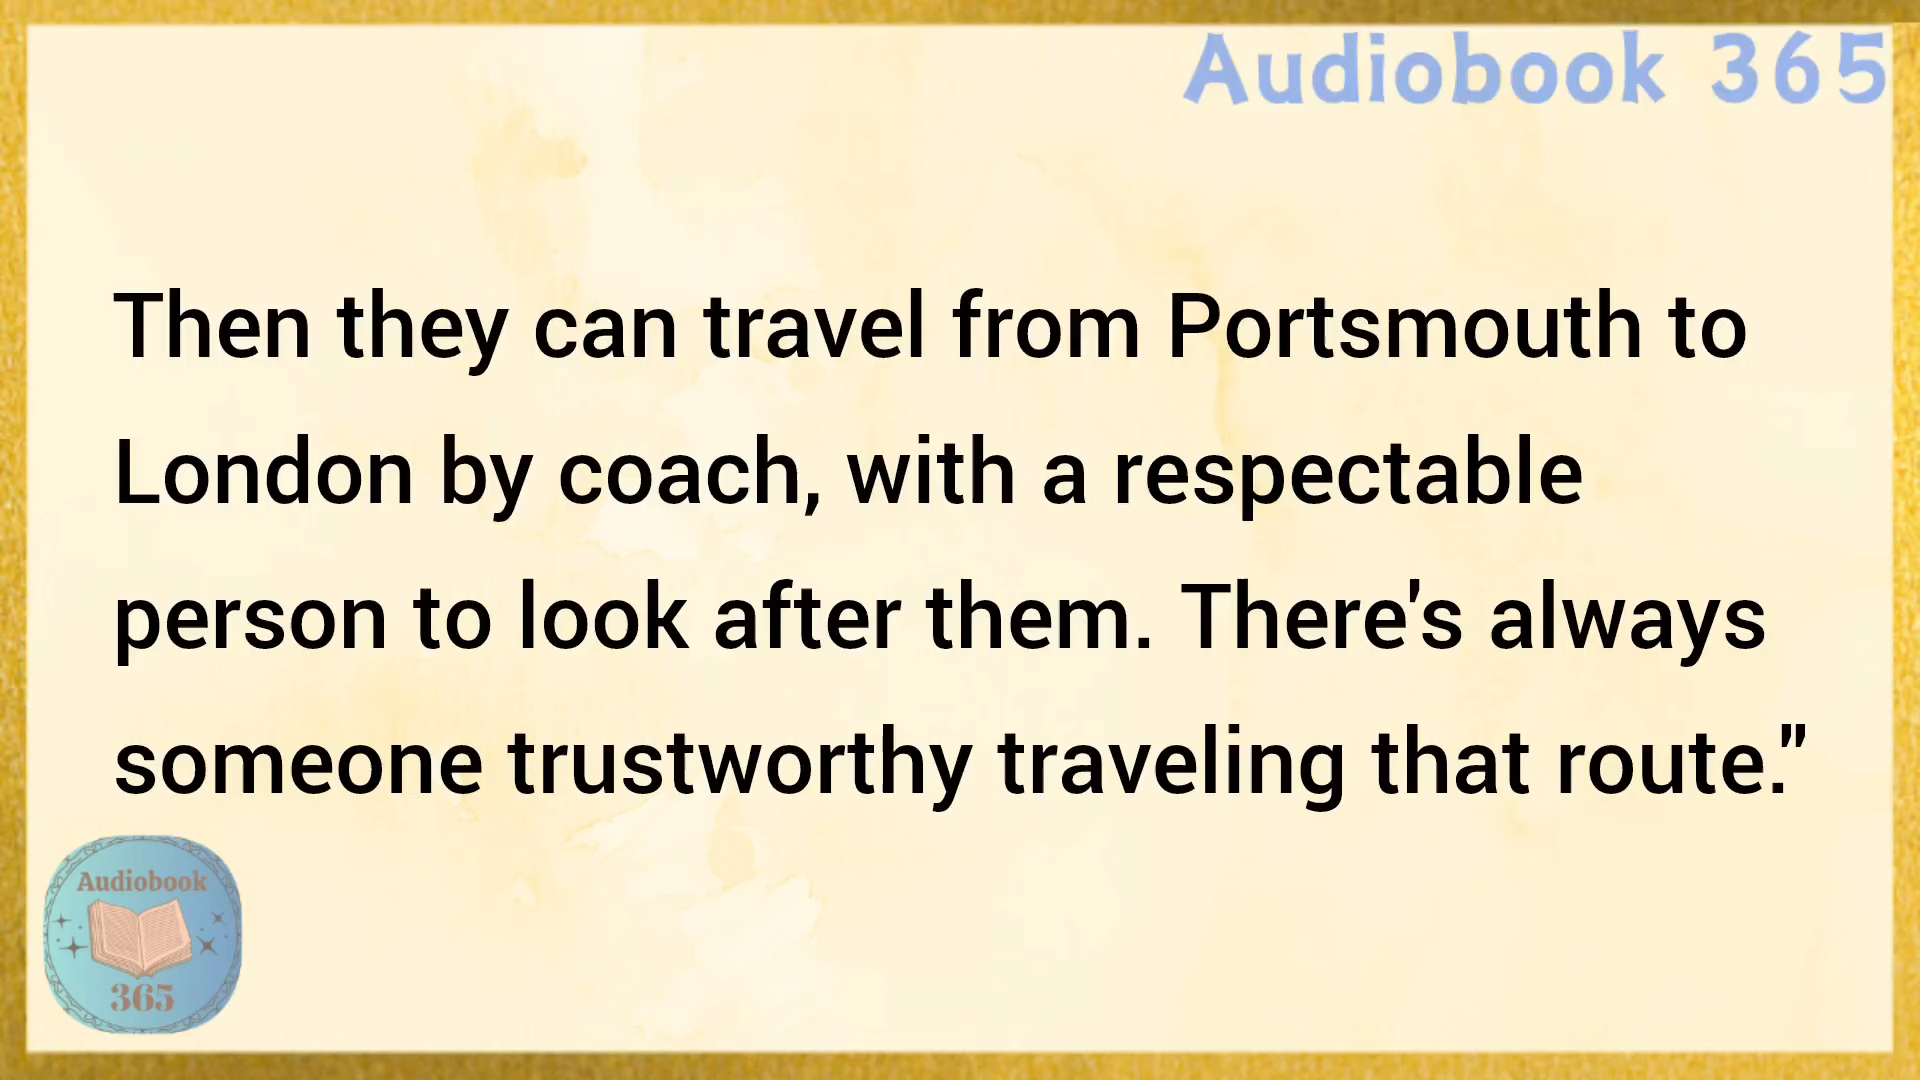 Audiobook 365
Then they can travel from Portsmouth to
London by coach, with a respectable
person to look after them. There's always
someone trustworthy traveling that route."
Audiobook
365